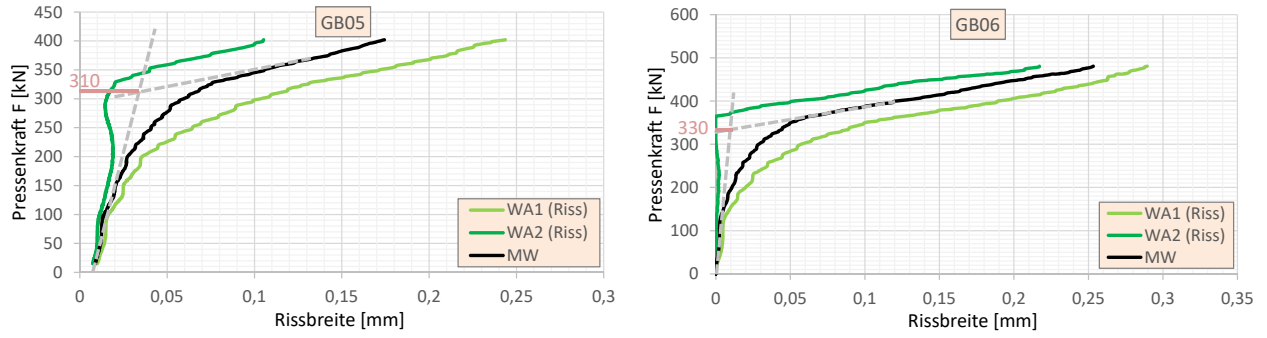 GB05
Pressenkraft F [kN]
450
400
350
300
250
200
150
100
50
0
310
WA1 (Riss)
WA2 (Riss)
MW
0 0,05 0,1 0,15 0,2 0,25 0,3
Rissbreite [mm]
GB06
Pressenkraft F [kN]
600
500
400
300
200
100
0
330
WA1 (Riss)
WA2 (Riss)
MW
0 0,05 0,1 0,15 0,2 0,25 0,3 0,35
Rissbreite [mm]